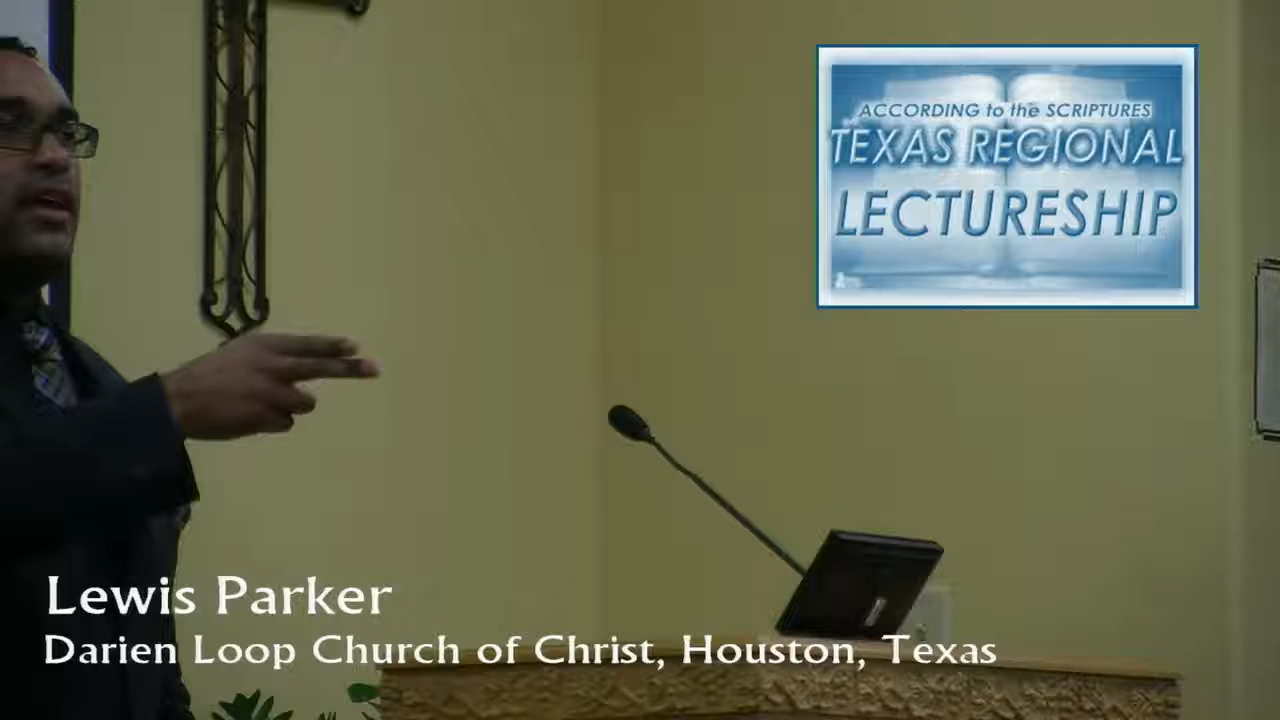 ACCORDING to the SCRIPTURES
TEXAS REGIONAL
LECTURESHIP
Lewis Parker
Darien Loop Church of Christ, Houston, Texas